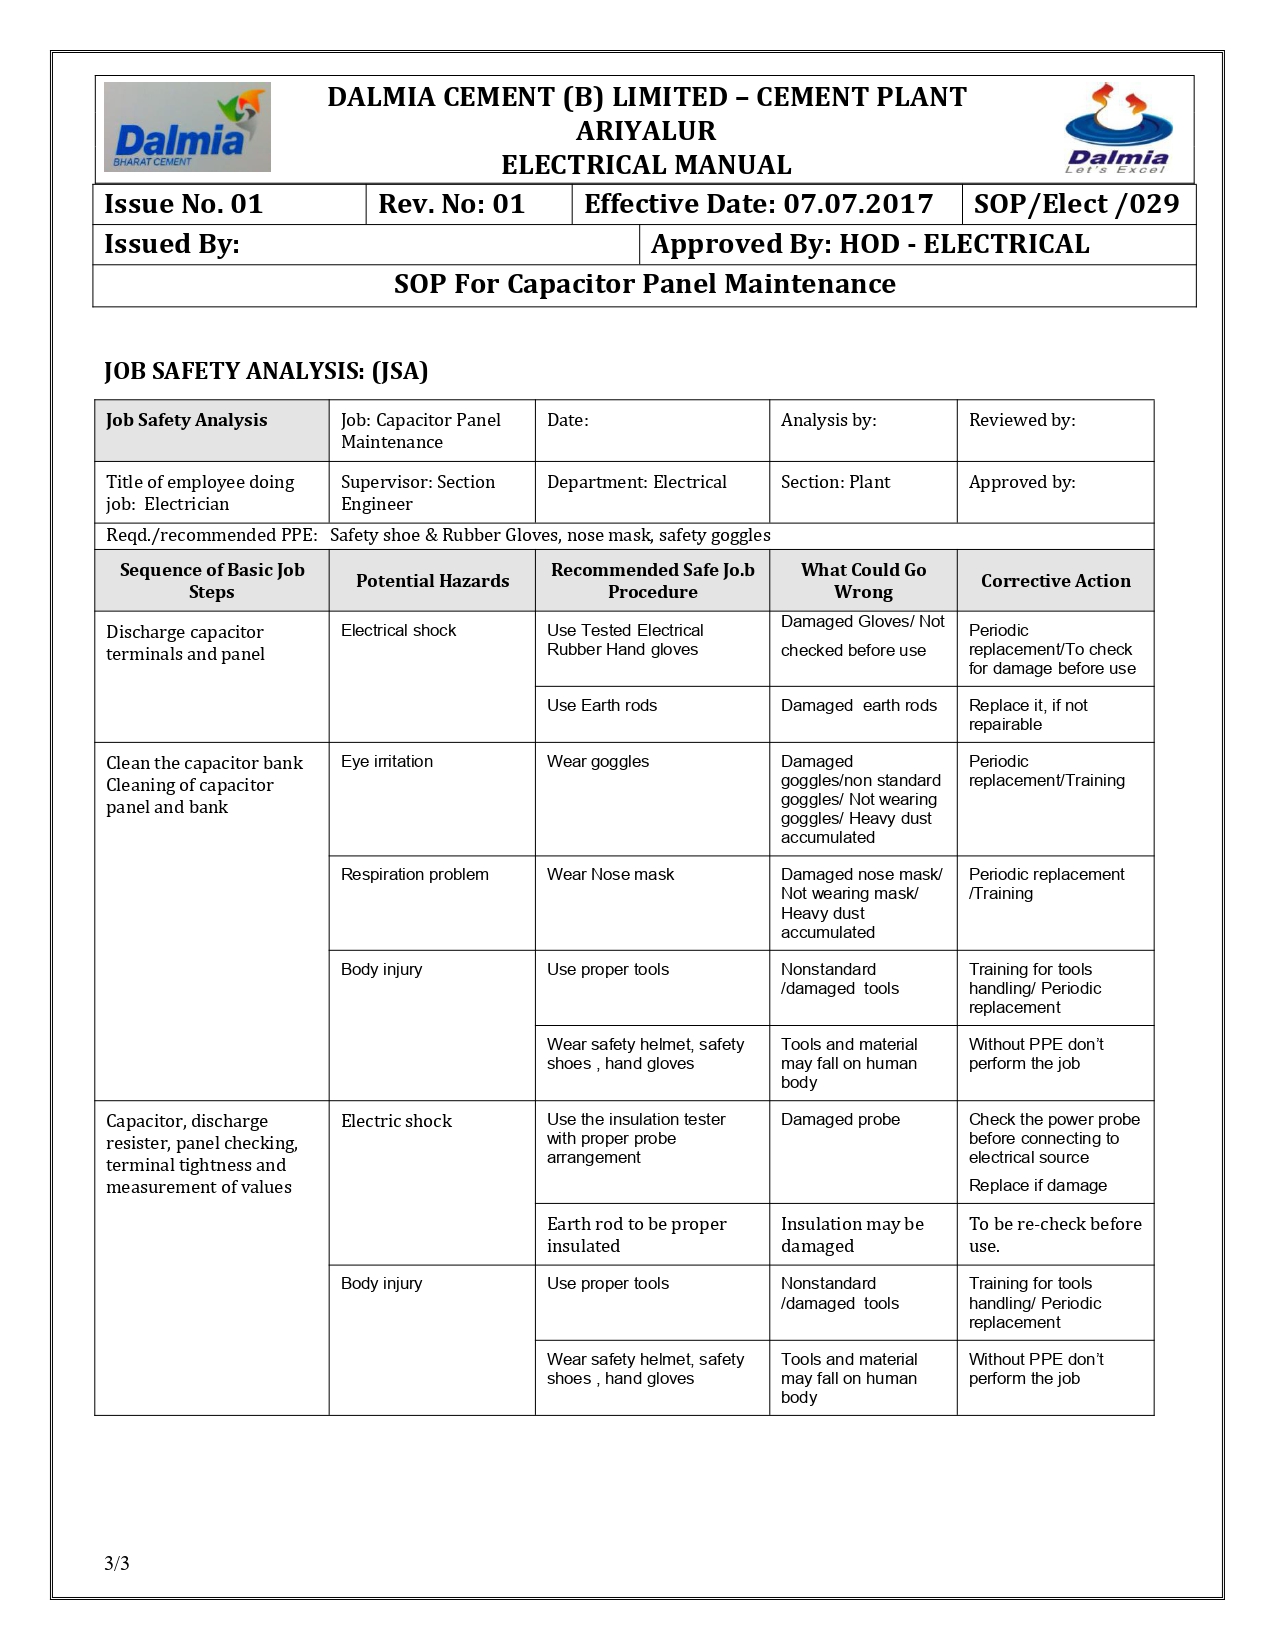 Dalmia
BHARAT CEMENT
DALMIA CEMENT (B) LIMITED – CEMENT PLANT
ARIYALUR
ELECTRICAL MANUAL
Dalmia
Let's Excel
Issue No. 01 Rev. No: 01 Effective Date: 07.07.2017 SOP/Elect /029
Issued By: Approved By: HOD - ELECTRICAL
SOP For Capacitor Panel Maintenance
JOB SAFETY ANALYSIS: (JSA)
Job Safety Analysis
Job: Capacitor Panel
Maintenance
Date:
Analysis by:
Reviewed by:
Title of employee doing
job: Electrician
Supervisor: Section
Engineer
Department: Electrical
Section: Plant
Approved by:
Reqd./recommended PPE: Safety shoe & Rubber Gloves, nose mask, safety goggles
Sequence of Basic Job
Steps
Potential Hazards
Recommended Safe Jo.b
Procedure
What Could Go
Wrong
Corrective Action
Discharge capacitor
terminals and panel
Electrical shock
Use Tested Electrical
Rubber Hand gloves
Damaged Gloves/ Not
checked before use
Periodic
replacement/To check
for damage before use
Use Earth rods
Damaged earth rods
Replace it, if not
repairable
Clean the capacitor bank
Cleaning of capacitor
panel and bank
Eye irritation
Wear goggles
Damaged
goggles/non standard
goggles/ Not wearing
goggles/ Heavy dust
accumulated
Periodic
replacement/Training
Respiration problem
Wear Nose mask
Damaged nose mask/
Not wearing mask/
Heavy dust
accumulated
Periodic replacement
/Training
Body injury
Use proper tools
Nonstandard
/damaged tools
Training for tools
handling/ Periodic
replacement
Wear safety helmet, safety
shoes , hand gloves
Tools and material
may fall on human
body
Without PPE don’t
perform the job
Capacitor, discharge
resister, panel checking,
terminal tightness and
measurement of values
Electric shock
Use the insulation tester
with proper probe
arrangement
Damaged probe
Check the power probe
before connecting to
electrical source
Replace if damage
Earth rod to be proper
insulated
Insulation may be
damaged
To be re-check before
use.
Body injury
Use proper tools
Nonstandard
/damaged tools
Training for tools
handling/ Periodic
replacement
Wear safety helmet, safety
shoes , hand gloves
Tools and material
may fall on human
body
Without PPE don’t
perform the job
3/3